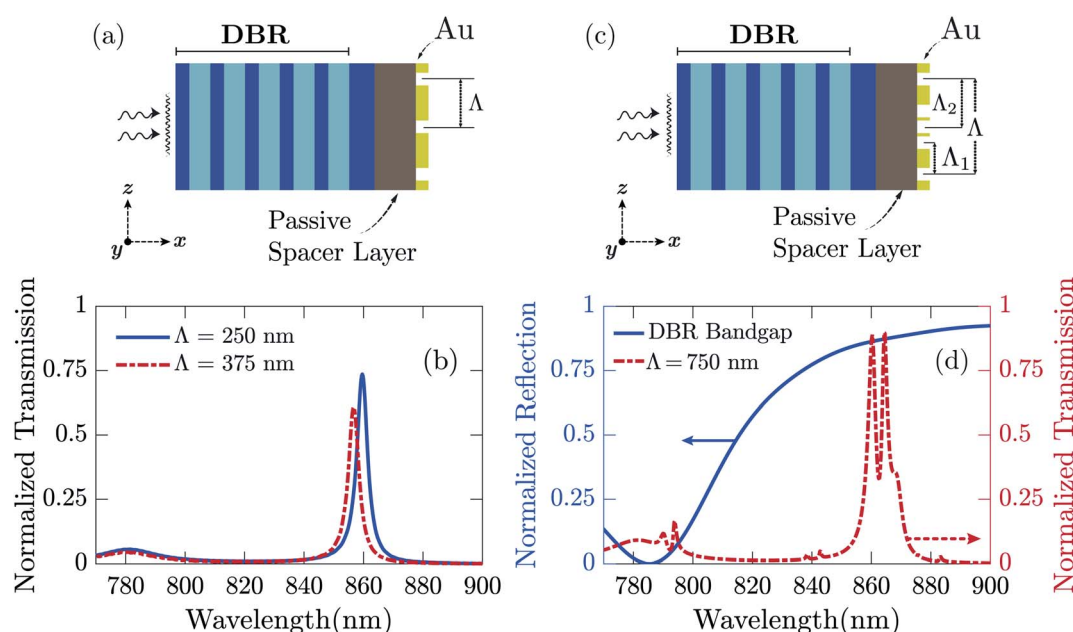 (a)
DBR
Au
Λ
Passive
Spacer Layer
z
y
x
(c)
DBR
Au
Λ₂
Λ
Λ₁
Passive
Spacer Layer
z
y
x
Normalized Transmission
1
0.75
0.5
0.25
0
Λ = 250 nm
Λ = 375 nm
(b)
780 800 820 840 860 880 900
Wavelength(nm)
Normalized Reflection
1
0.75
0.5
0.25
0
DBR Bandgap
Λ = 750 nm
(d)
780 800 820 840 860 880 900
Wavelength(nm)
1
0.75
0.5
0.25
0
Normalized Transmission